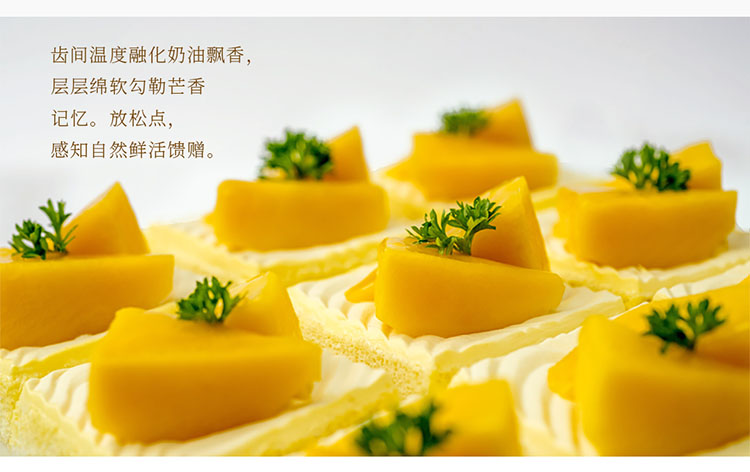 齿间温度融化奶油飘香，
层层绵软勾勒芒香
记忆。放松点，
感知自然鲜活馈赠。